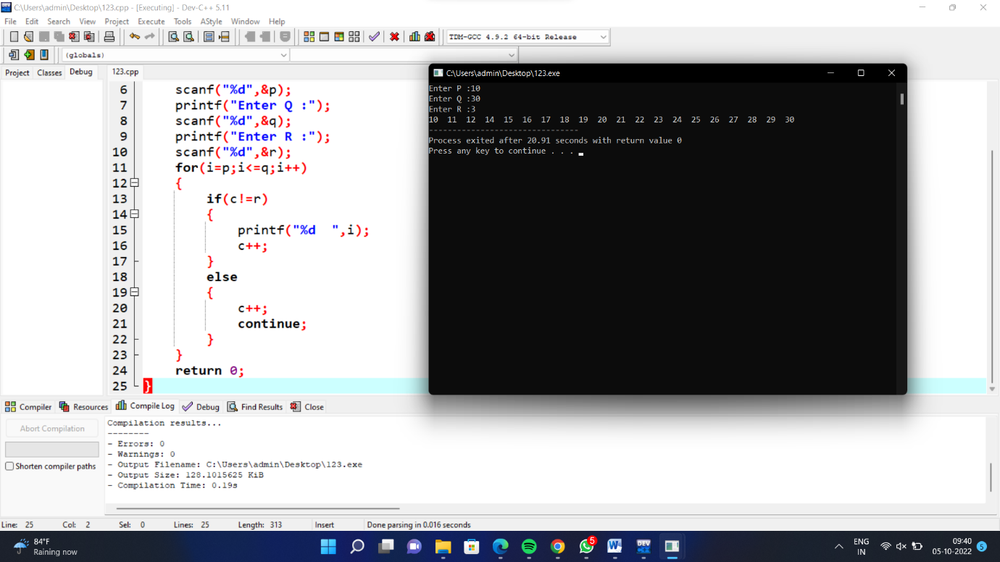 C:\Users\admin\Desktop\123.cpp - [Executing] - Dev-C++ 5.11
File Edit Search View Project Execute Tools AStyle Window Help
TDM-GCC 4.9.2 64-bit Release
(globals)
Project Classes Debug
123.cpp
6 scanf("%d",&p);
7 printf("Enter Q :");
8 scanf("%d",&q);
9 printf("Enter R :");
10 scanf("%d",&r);
11 for(i=p;i<=q;i++)
12 {
13 if(c!=r)
14 {
15 printf("%d  ",i);
16 c++;
17 }
18 else
19 {
20 c++;
21 continue;
22 }
23 }
24 return 0;
25 }
C:\Users\admin\Desktop\123.exe
Enter P :10
Enter Q :30
Enter R :3
10  11  12  14  15  16  17  18  19  20  21  22  23  24  25  26  27  28  29  30
--------------------------------
Process exited after 20.91 seconds with return value 0
Press any key to continue . . .
Compiler Resources Compile Log Debug Find Results Close
Abort Compilation
Shorten compiler paths
Compilation results...
--------
- Errors: 0
- Warnings: 0
- Output Filename: C:\Users\admin\Desktop\123.exe
- Output Size: 128.1015625 KiB
- Compilation Time: 0.19s
Line: 25 Col: 2 Sel: 0 Lines: 25 Length: 313 Insert Done parsing in 0.016 seconds
84°F
Raining now
5
W
DEV
ENG
IN
09:40
05-10-2022
5